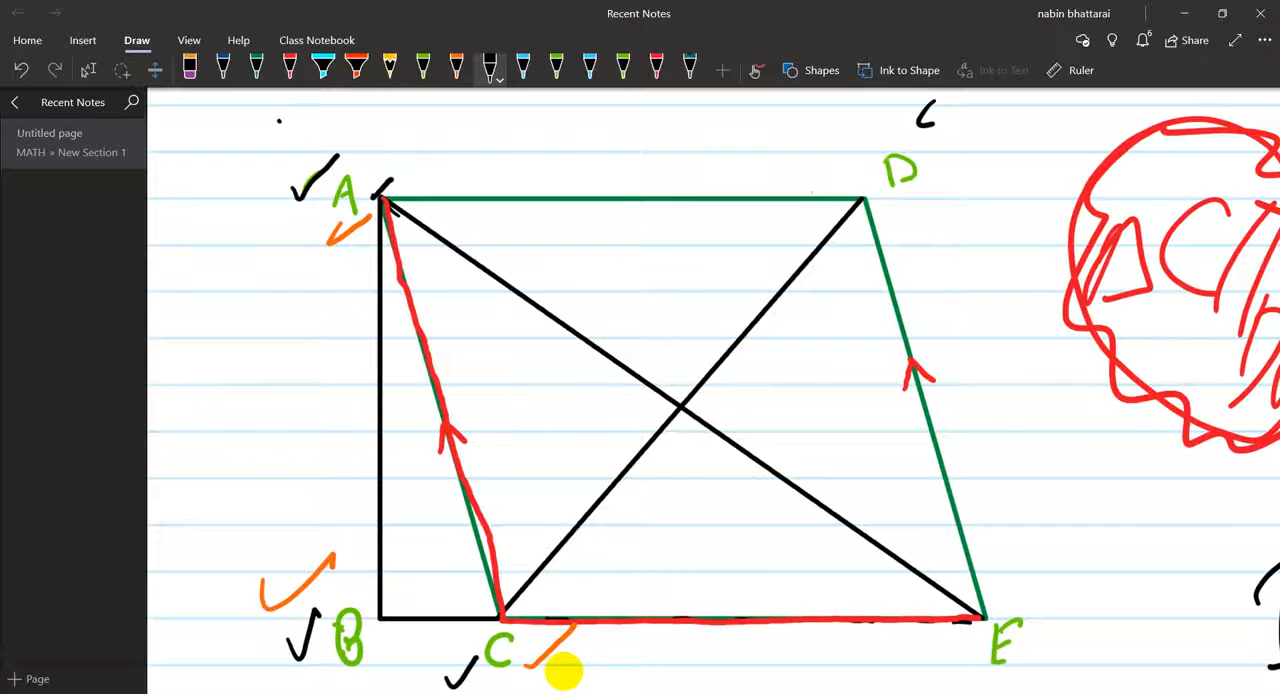 Recent Notes
nabin bhattarai
Home Insert Draw View Help Class Notebook
6
Share
Shapes
Ink to Shape
Ink to Text
Ruler
Recent Notes
Untitled page
MATH » New Section 1
A
D
B
C
E
Page